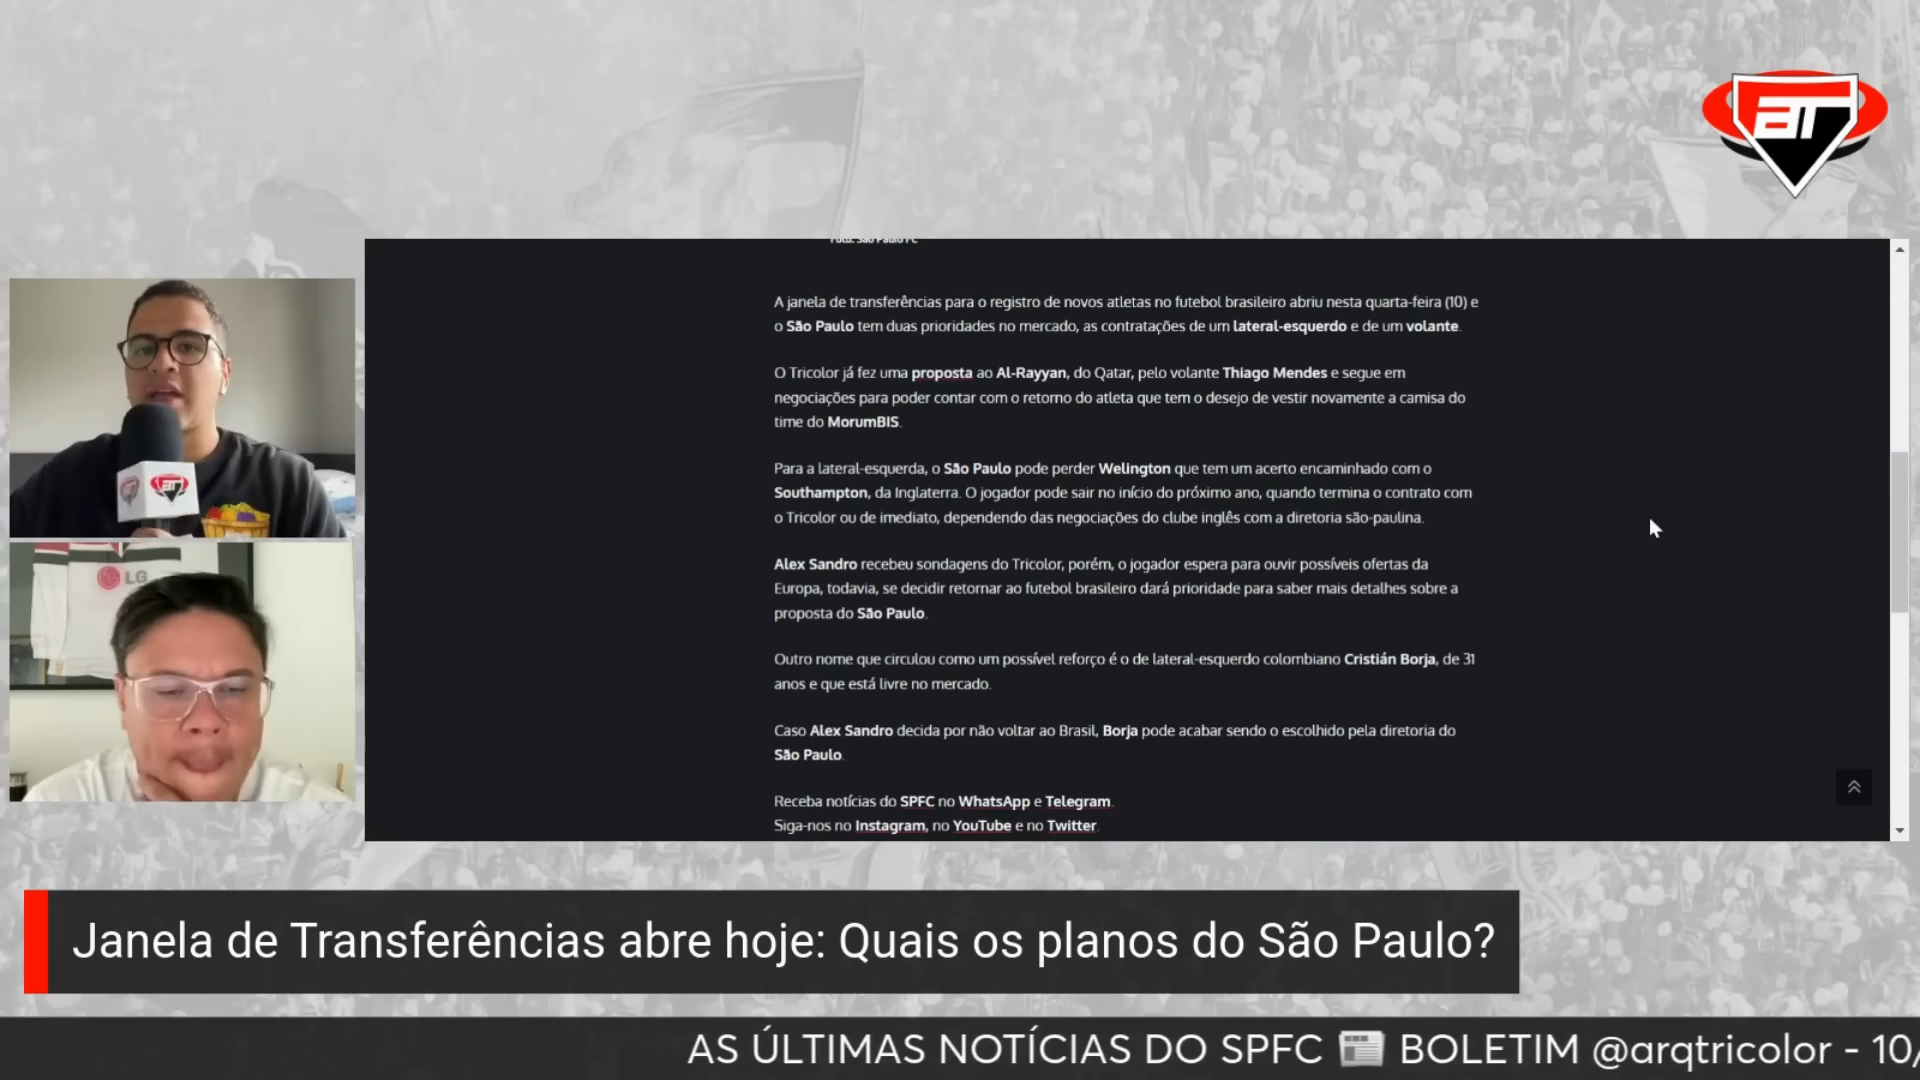 AT
Foto: São Paulo FC
A janela de transferências para o registro de novos atletas no futebol brasileiro abriu nesta quarta-feira (10) e
o São Paulo tem duas prioridades no mercado, as contratações de um lateral-esquerdo e de um volante.
O Tricolor já fez uma proposta ao Al-Rayyan, do Qatar, pelo volante Thiago Mendes e segue em
negociações para poder contar com o retorno do atleta que tem o desejo de vestir novamente a camisa do
time do MorumBIS.
Para a lateral-esquerda, o São Paulo pode perder Welington que tem um acerto encaminhado com o
Southampton, da Inglaterra. O jogador pode sair no início do próximo ano, quando termina o contrato com
o Tricolor ou de imediato, dependendo das negociações do clube inglês com a diretoria são-paulina.
Alex Sandro recebeu sondagens do Tricolor, porém, o jogador espera para ouvir possíveis ofertas da
Europa, todavia, se decidir retornar ao futebol brasileiro dará prioridade para saber mais detalhes sobre a
proposta do São Paulo.
Outro nome que circulou como um possível reforço é o de lateral-esquerdo colombiano Cristián Borja, de 31
anos e que está livre no mercado.
Caso Alex Sandro decida por não voltar ao Brasil, Borja pode acabar sendo o escolhido pela diretoria do
São Paulo.
Receba notícias do SPFC no WhatsApp e Telegram.
Siga-nos no Instagram, no YouTube e no Twitter.
AT
LG
Janela de Transferências abre hoje: Quais os planos do São Paulo?
AS ÚLTIMAS NOTÍCIAS DO SPFC 📰 BOLETIM @arqtricolor - 10/